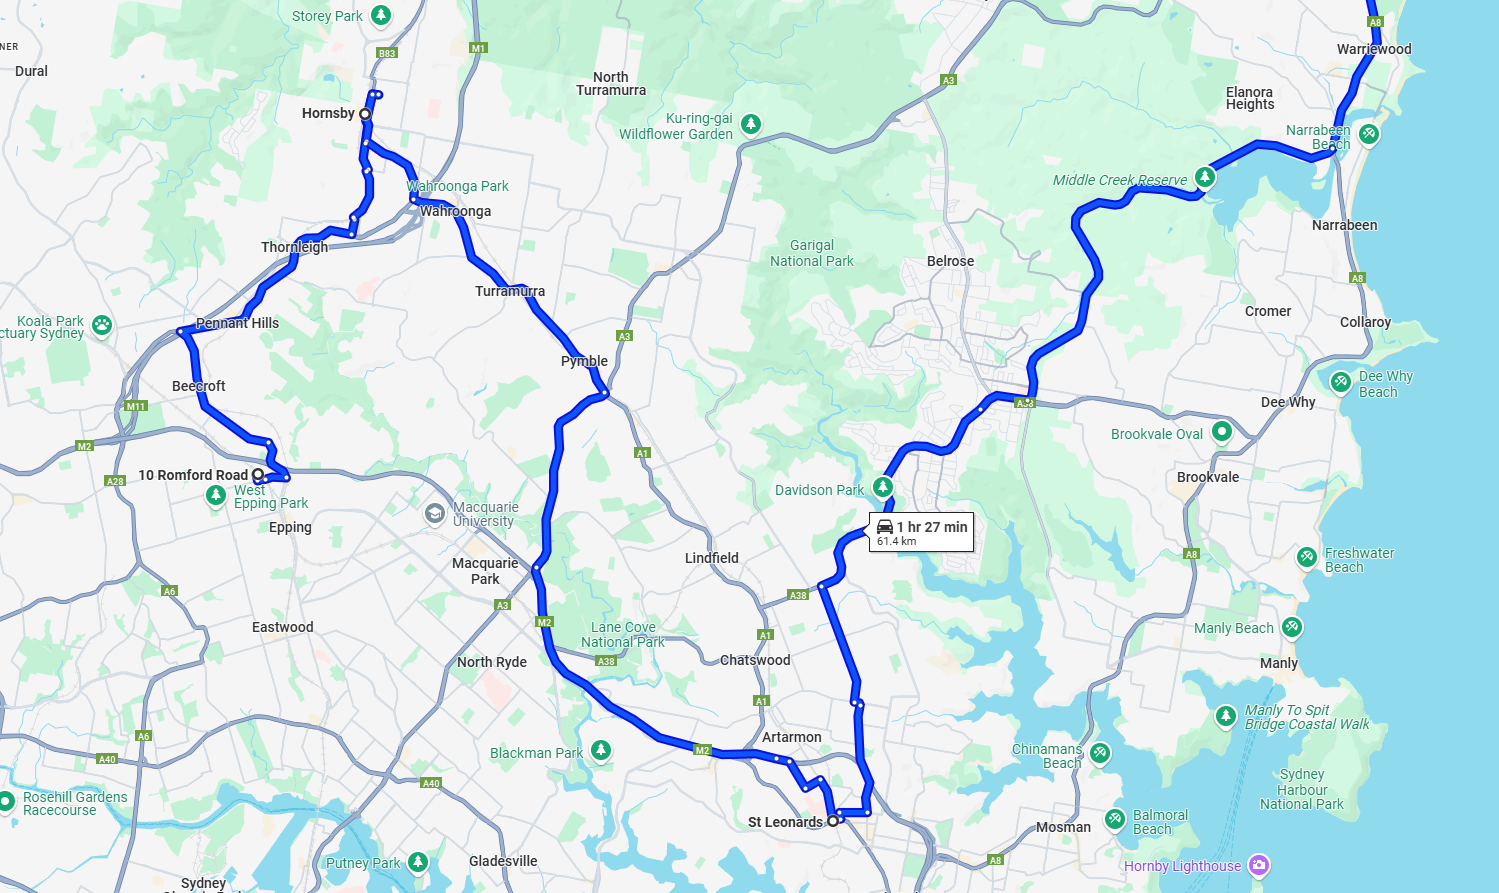 Storey Park
A8
NER
B83
M1
Warriewood
Dural
North
Turramurra
A3
Elanora
Heights
Hornsby
Ku-ring-gai
Wildflower Garden
Narrabeen
Beach
Wahroonga Park
Middle Creek Reserve
Wahroonga
Narrabeen
Thornleigh
Garigal
National Park
Belrose
A8
Turramurra
Cromer
Koala Park
ctuary Sydney
Pennant Hills
Collaroy
A3
Pymble
Beecroft
Dee Why
Beach
M11
Dee Why
Brookvale Oval
M2
A1
10 Romford Road
A28
Brookvale
West
Epping Park
Davidson Park
Macquarie
University
Epping
1 hr 27 min
61.4 km
Lindfield
A8
Freshwater
Beach
Macquarie
Park
A6
A38
A3
M2
Eastwood
Lane Cove
National Park
A1
Manly Beach
North Ryde
A38
Chatswood
Manly
A1
Manly To Spit
Bridge Coastal Walk
A6
Artarmon
Blackman Park
M2
Chinamans
Beach
A40
A40
Sydney
Harbour
National Park
Rosehill Gardens
Racecourse
St Leonards
Mosman
Balmoral
Beach
Putney Park
Gladesville
A8
Hornby Lighthouse
Sydney